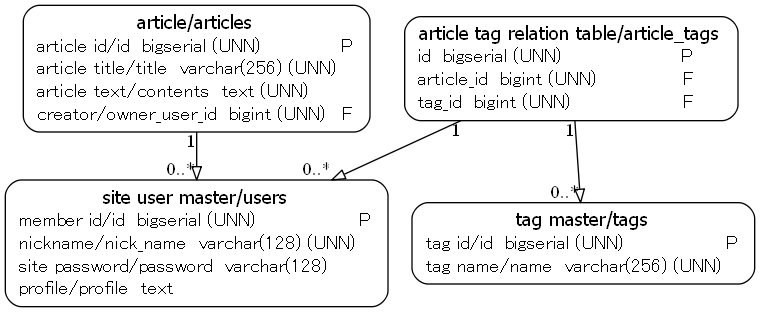 article/articles
article id/id bigserial (UNN) P
article title/title varchar(256) (UNN)
article text/contents text (UNN)
creator/owner_user_id bigint (UNN) F
article tag relation table/article_tags
id bigserial (UNN) P
article_id bigint (UNN) F
tag_id bigint (UNN) F
1
0..*
1
0..*
1
0..*
site user master/users
member id/id bigserial (UNN) P
nickname/nick_name varchar(128) (UNN)
site password/password varchar(128)
profile/profile text
tag master/tags
tag id/id bigserial (UNN) P
tag name/name varchar(256) (UNN)